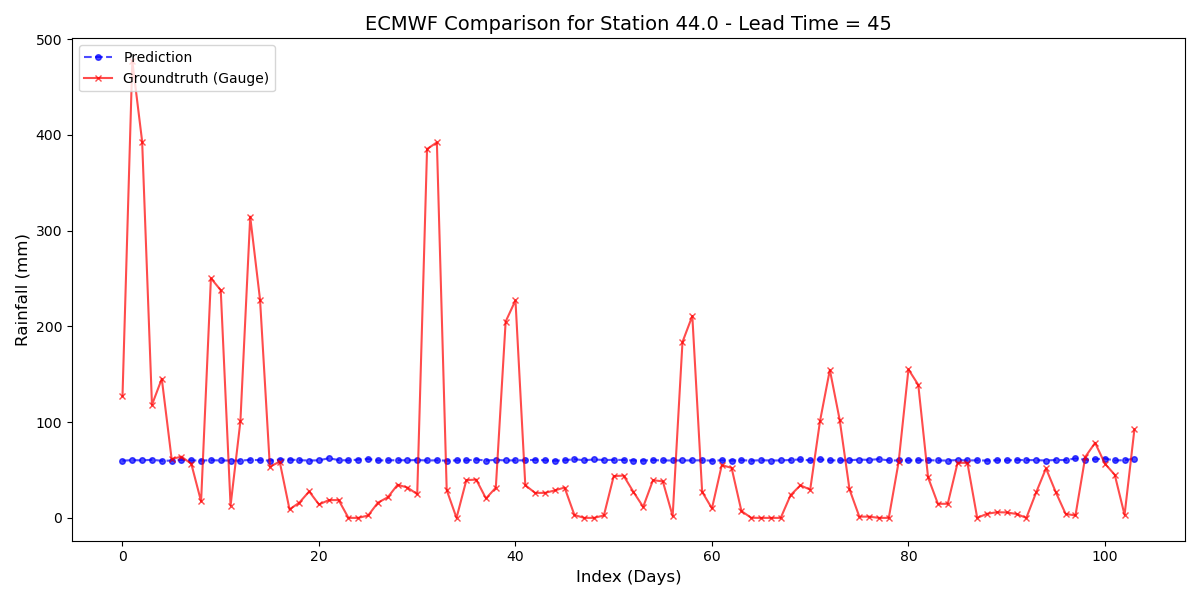 ECMWF Comparison for Station 44.0 - Lead Time = 45
Prediction
Groundtruth (Gauge)
Rainfall (mm)
500
400
300
200
100
0
0 20 40 60 80 100
Index (Days)